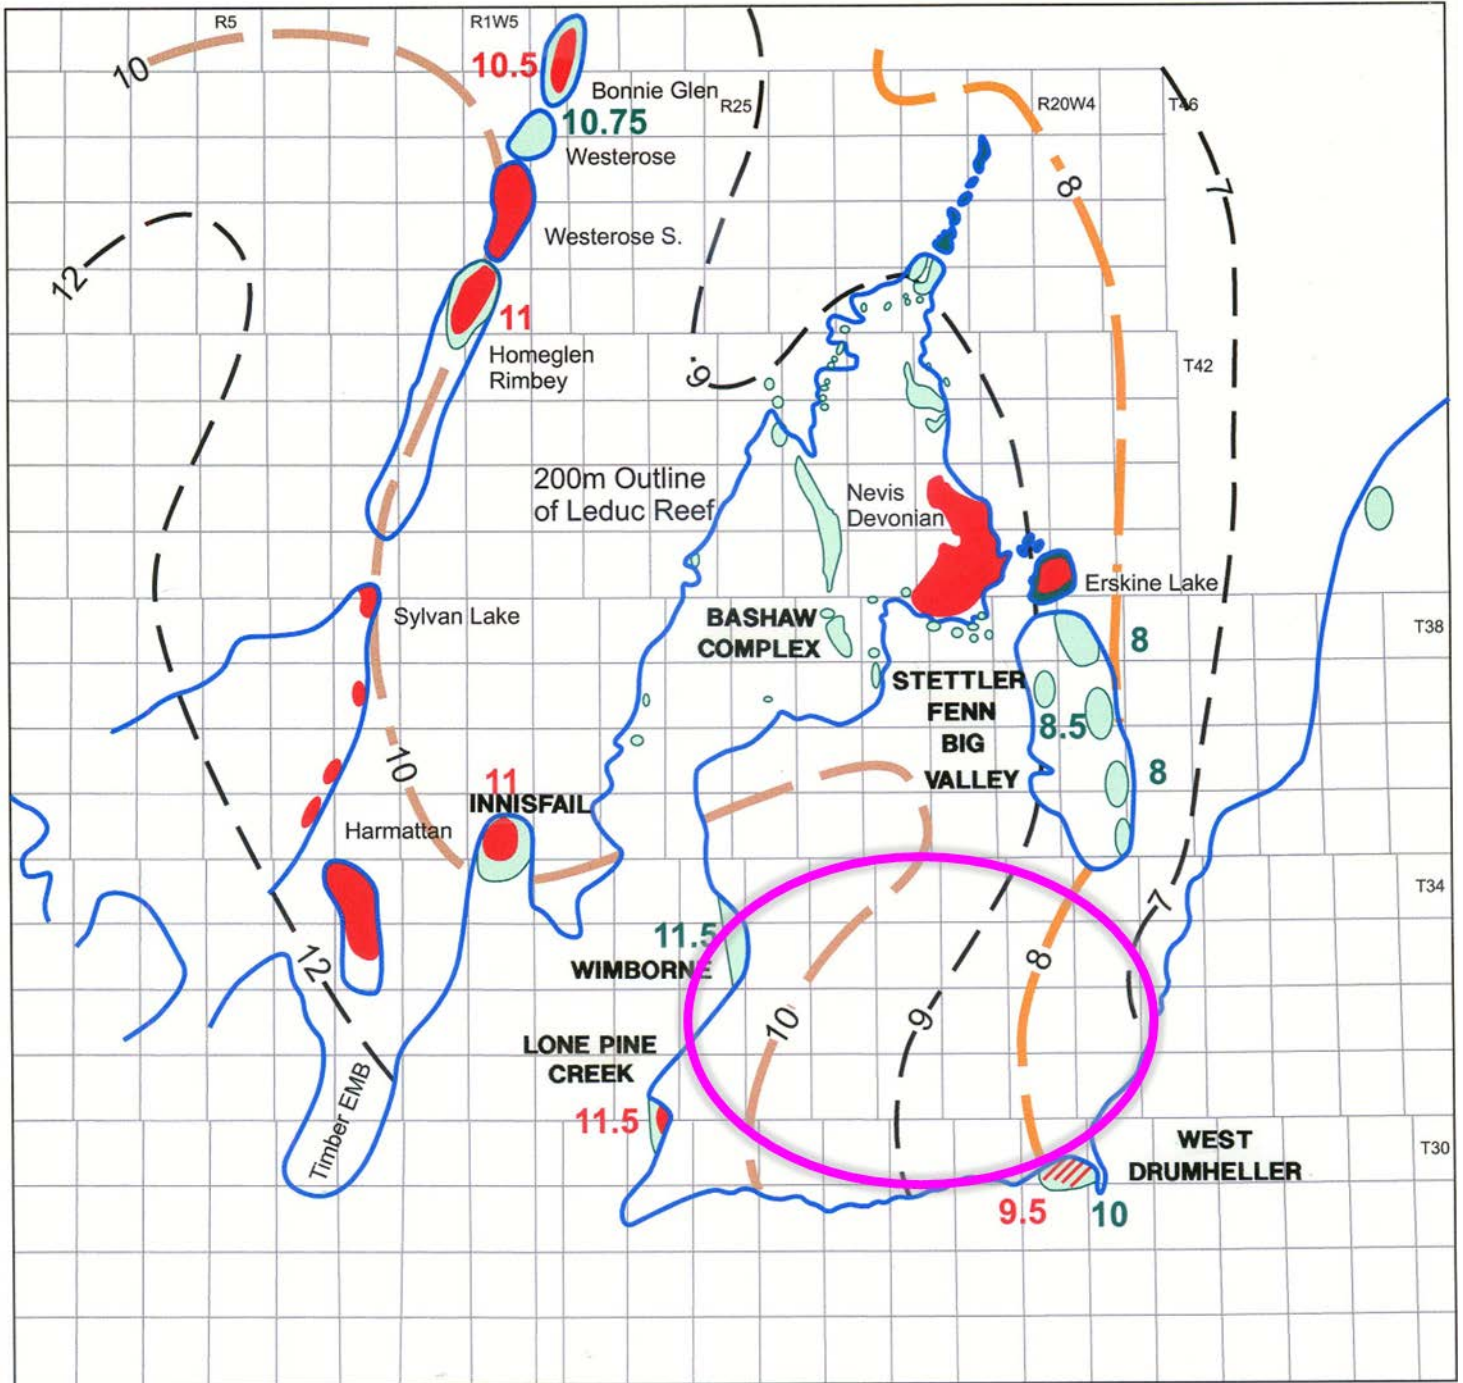 R5
R1W5
10
10.5
Bonnie Glen
R25
R20W4
T46
10.75
Westerose
8
7
Westerose S.
12
11
Homeglen
Rimbey
9
T42
200m Outline
of Leduc Reef
Nevis
Devonian
Erskine Lake
Sylvan Lake
BASHAW
COMPLEX
8
T38
STETTLER
FENN
BIG
VALLEY
8.5
8
10
11
INNISFAIL
Harmattan
T34
7
11.5
WIMBORNE
12
8
10
9
LONE PINE
CREEK
11.5
Timber EMB
WEST
DRUMHELLER
T30
9.5
10